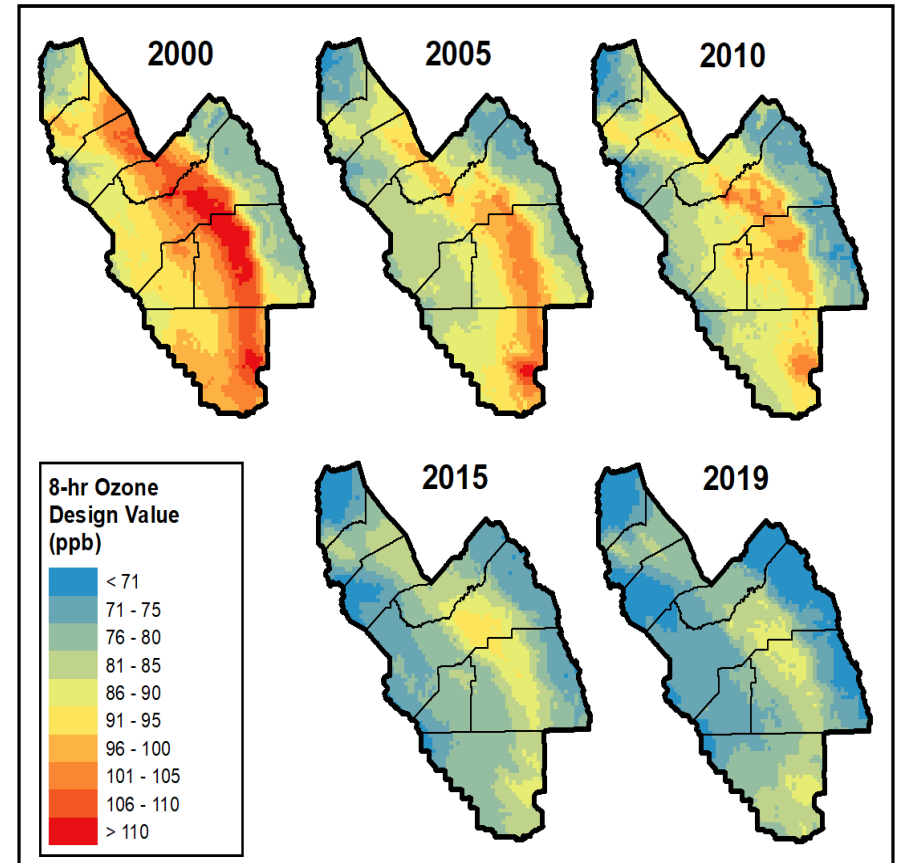 2000
2005
2010
2015
2019
8-hr Ozone
Design Value
(ppb)
< 71
71 - 75
76 - 80
81 - 85
86 - 90
91 - 95
96 - 100
101 - 105
106 - 110
> 110